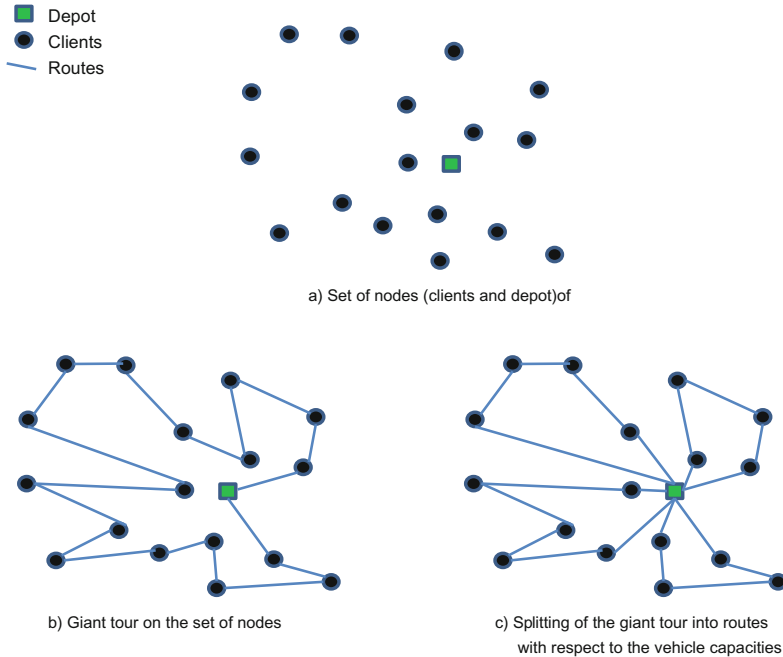 Depot
Clients
Routes
a) Set of nodes (clients and depot)of
b) Giant tour on the set of nodes
c) Splitting of the giant tour into routes
with respect to the vehicle capacities